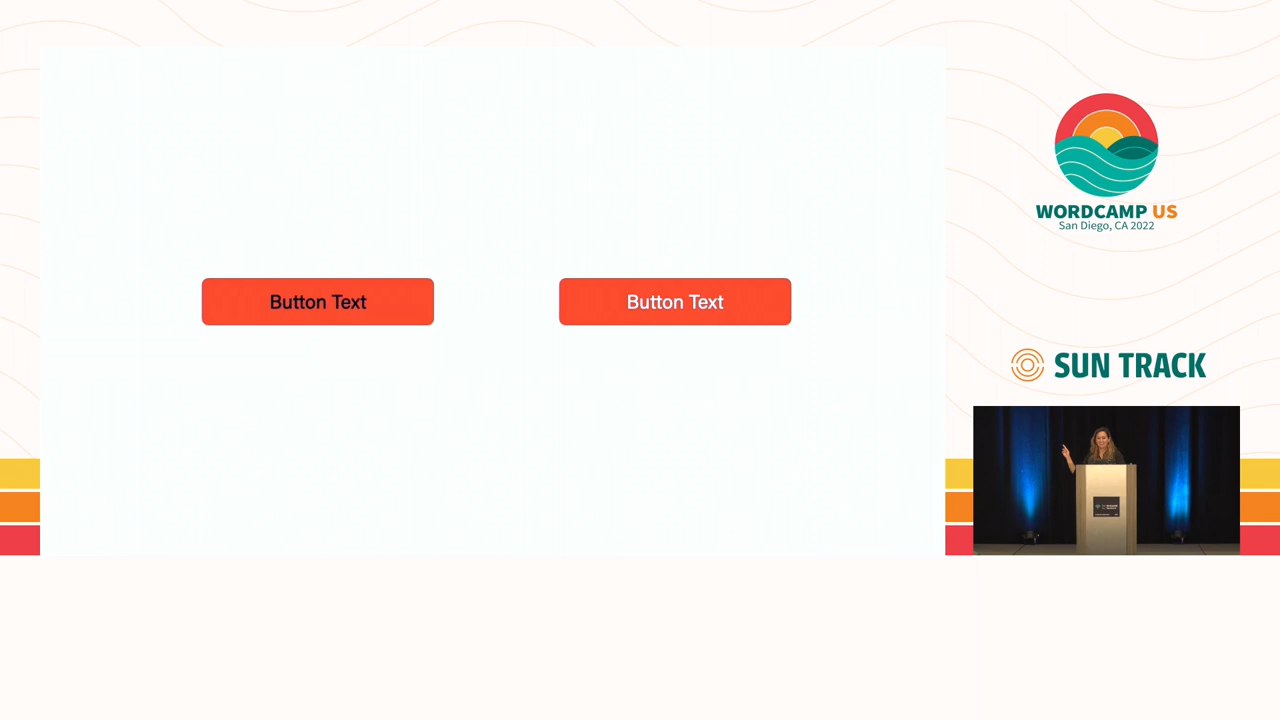 Button Text
Button Text
WORDCAMP US
San Diego, CA 2022
SUN TRACK